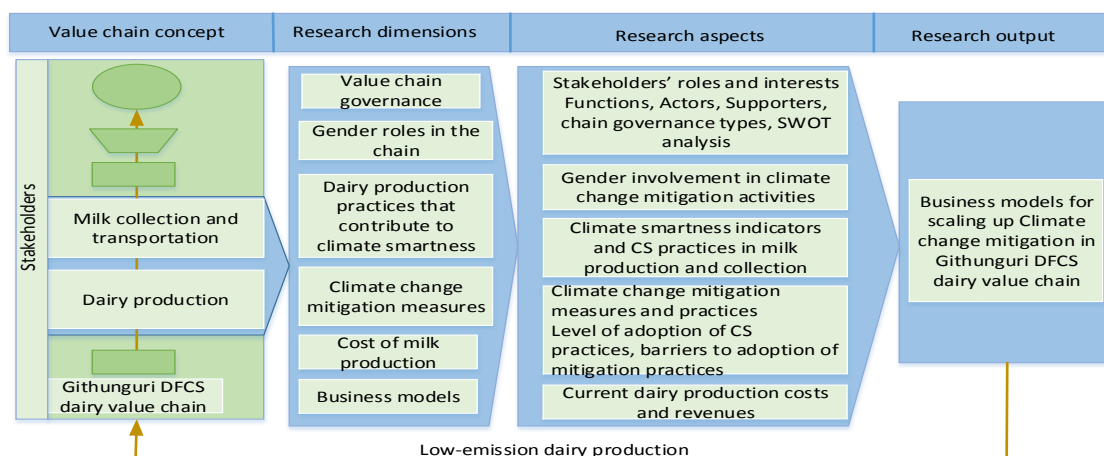 Value chain concept
Research dimensions
Research aspects
Research output
Stakeholders
Milk collection and
transportation
Dairy production
Githunguri DFCS
dairy value chain
Value chain
governance
Gender roles in the
chain
Dairy production
practices that
contribute to
climate smartness
Climate change
mitigation measures
Cost of milk
production
Business models
Stakeholders' roles and interests
Functions, Actors, Supporters,
chain governance types, SWOT
analysis
Gender involvement in climate
change mitigation activities
Climate smartness indicators
and CS practices in milk
production and collection
Climate change mitigation
measures and practices
Level of adoption of CS
practices, barriers to adoption of
mitigation practices
Current dairy production costs
and revenues
Business models for
scaling up Climate
change mitigation in
Githunguri DFCS
dairy value chain
Low-emission dairy production